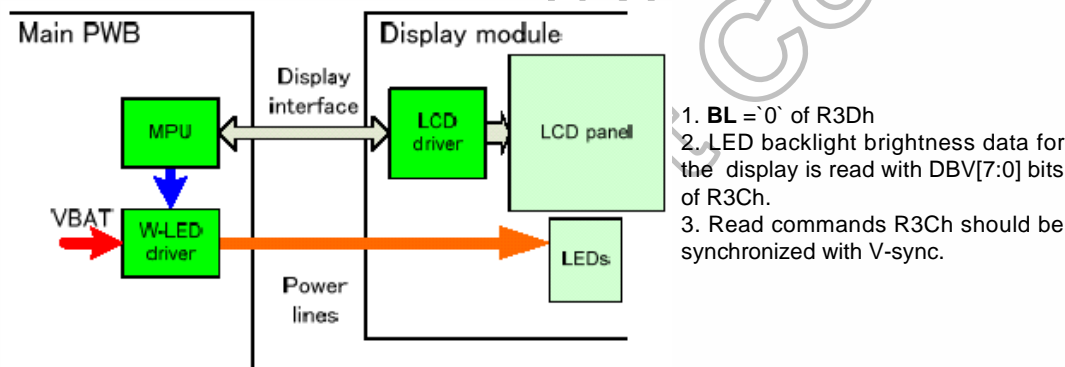 Main PWB
Display module
Display
interface
MPU
LCD
driver
LCD panel
VBAT
W-LED
driver
LEDs
Power
lines
1. BL =`0` of R3Dh
2. LED backlight brightness data for
the display is read with DBV[7:0] bits
of R3Ch.
3. Read commands R3Ch should be
synchronized with V-sync.